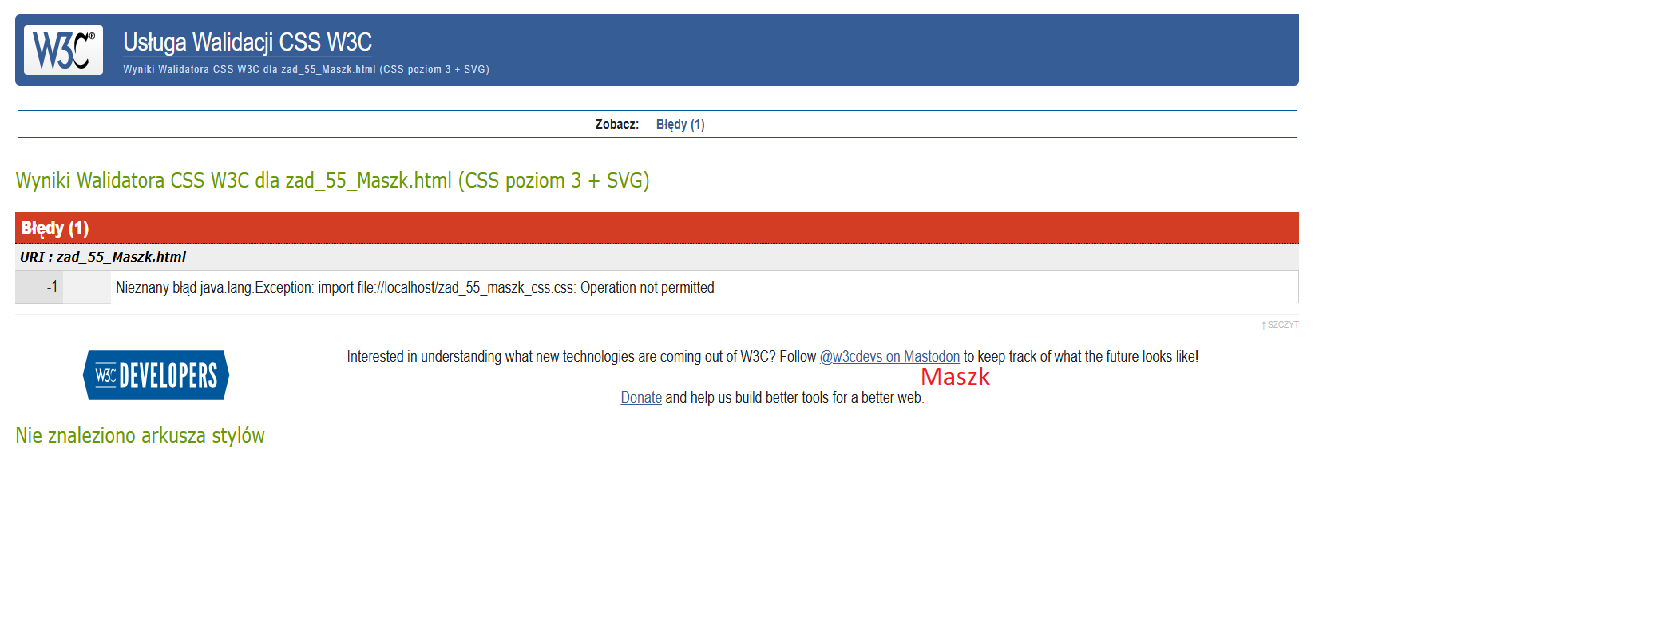 W3C®
Usługa Walidacji CSS W3C
Wyniki Walidatora CSS W3C dla zad_55_Maszk.html (CSS poziom 3 + SVG)
Zobacz: Błędy (1)
Wyniki Walidatora CSS W3C dla zad_55_Maszk.html (CSS poziom 3 + SVG)
Błędy (1)
URI : zad_55_Maszk.html
-1 Nieznany błąd java.lang.Exception: import file://localhost/zad_55_maszk_css.css: Operation not permitted
↑ SZCZYT
W3C DEVELOPERS
Interested in understanding what new technologies are coming out of W3C? Follow @w3cdevs on Mastodon to keep track of what the future looks like!
Maszk
Donate and help us build better tools for a better web.
Nie znaleziono arkusza stylów